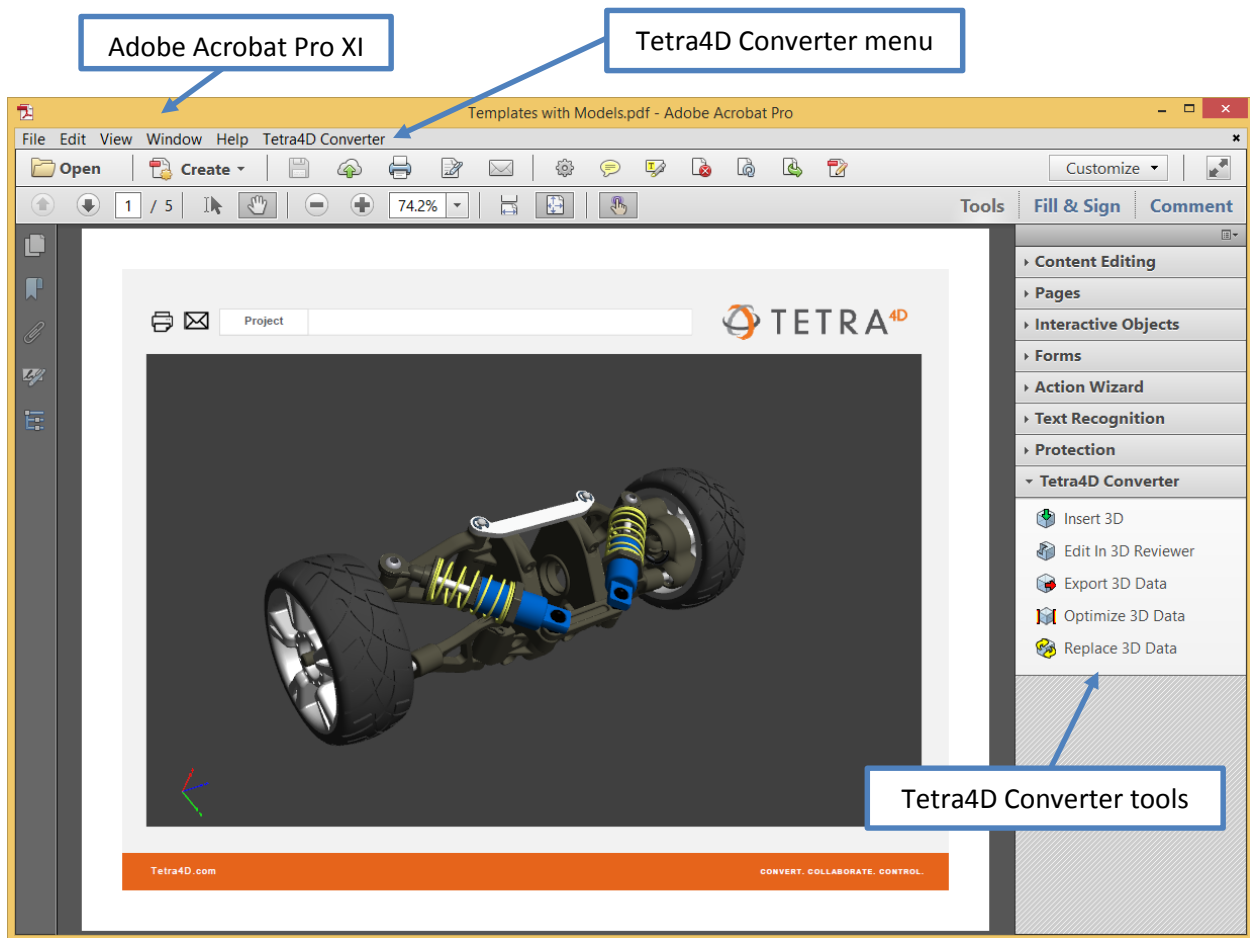 Adobe Acrobat Pro XI
Tetra4D Converter menu
Templates with Models.pdf - Adobe Acrobat Pro
File Edit View Window Help Tetra4D Converter
Open Create Customize
1 / 5 74.2% Tools Fill & Sign Comment
Content Editing
Pages
Interactive Objects
Forms
Action Wizard
Text Recognition
Protection
Tetra4D Converter
Insert 3D
Edit In 3D Reviewer
Export 3D Data
Optimize 3D Data
Replace 3D Data
Project
TETRA4D
Tetra4D Converter tools
Tetra4D.com CONVERT. COLLABORATE. CONTROL.